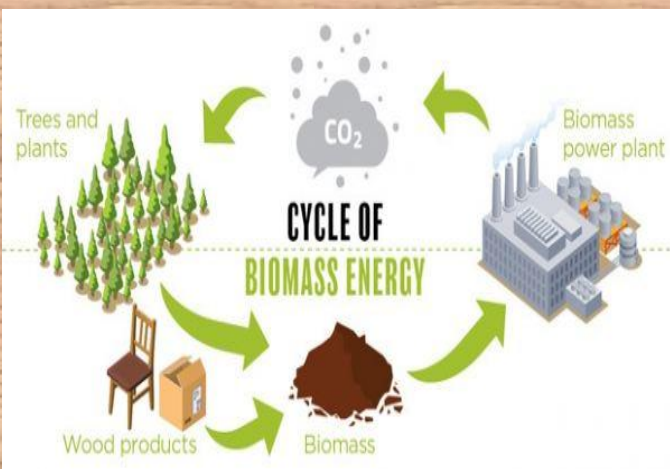 Trees and
plants
CO₂
Biomass
power plant
CYCLE OF
BIOMASS ENERGY
Wood products
Biomass